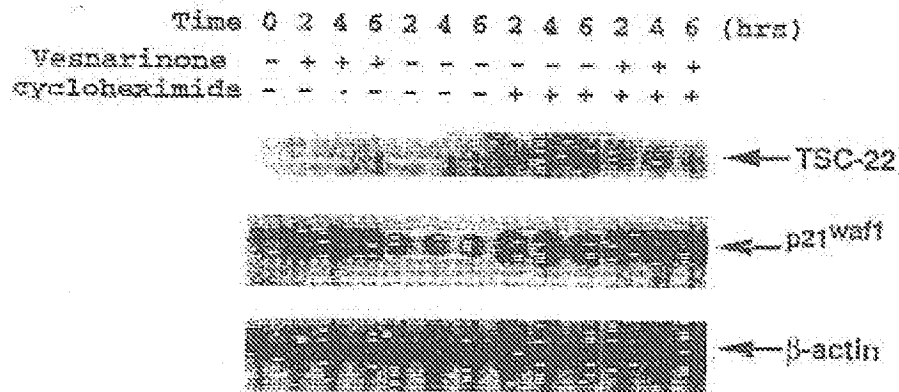 Time 0 2 4 6 2 4 6 2 4 6 2 4 6 (hrs)
Vesnarinone - + + + - - - - - - + + +
cycloheximide - - - - - - - + + + + + +
TSC-22
p21waf1
β-actin